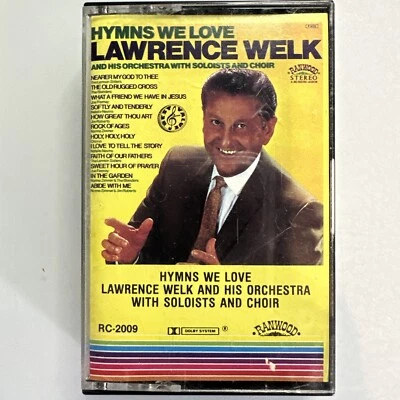 HYMNS WE LOVE
LAWRENCE WELK
AND HIS ORCHESTRA WITH SOLOISTS AND CHOIR
RANWOOD
STEREO
NEARER MY GOD TO THEE
THE OLD RUGGED CROSS
WHAT A FRIEND WE HAVE IN JESUS
SOFTLY AND TENDERLY
HOW GREAT THOU ART
ROCK OF AGES
HOLY, HOLY, HOLY
I LOVE TO TELL THE STORY
FAITH OF OUR FATHERS
SWEET HOUR OF PRAYER
IN THE GARDEN
ABIDE WITH ME
HYMNS WE LOVE
LAWRENCE WELK AND HIS ORCHESTRA
WITH SOLOISTS AND CHOIR
RC-2009
DOLBY SYSTEM ®
RANWOOD